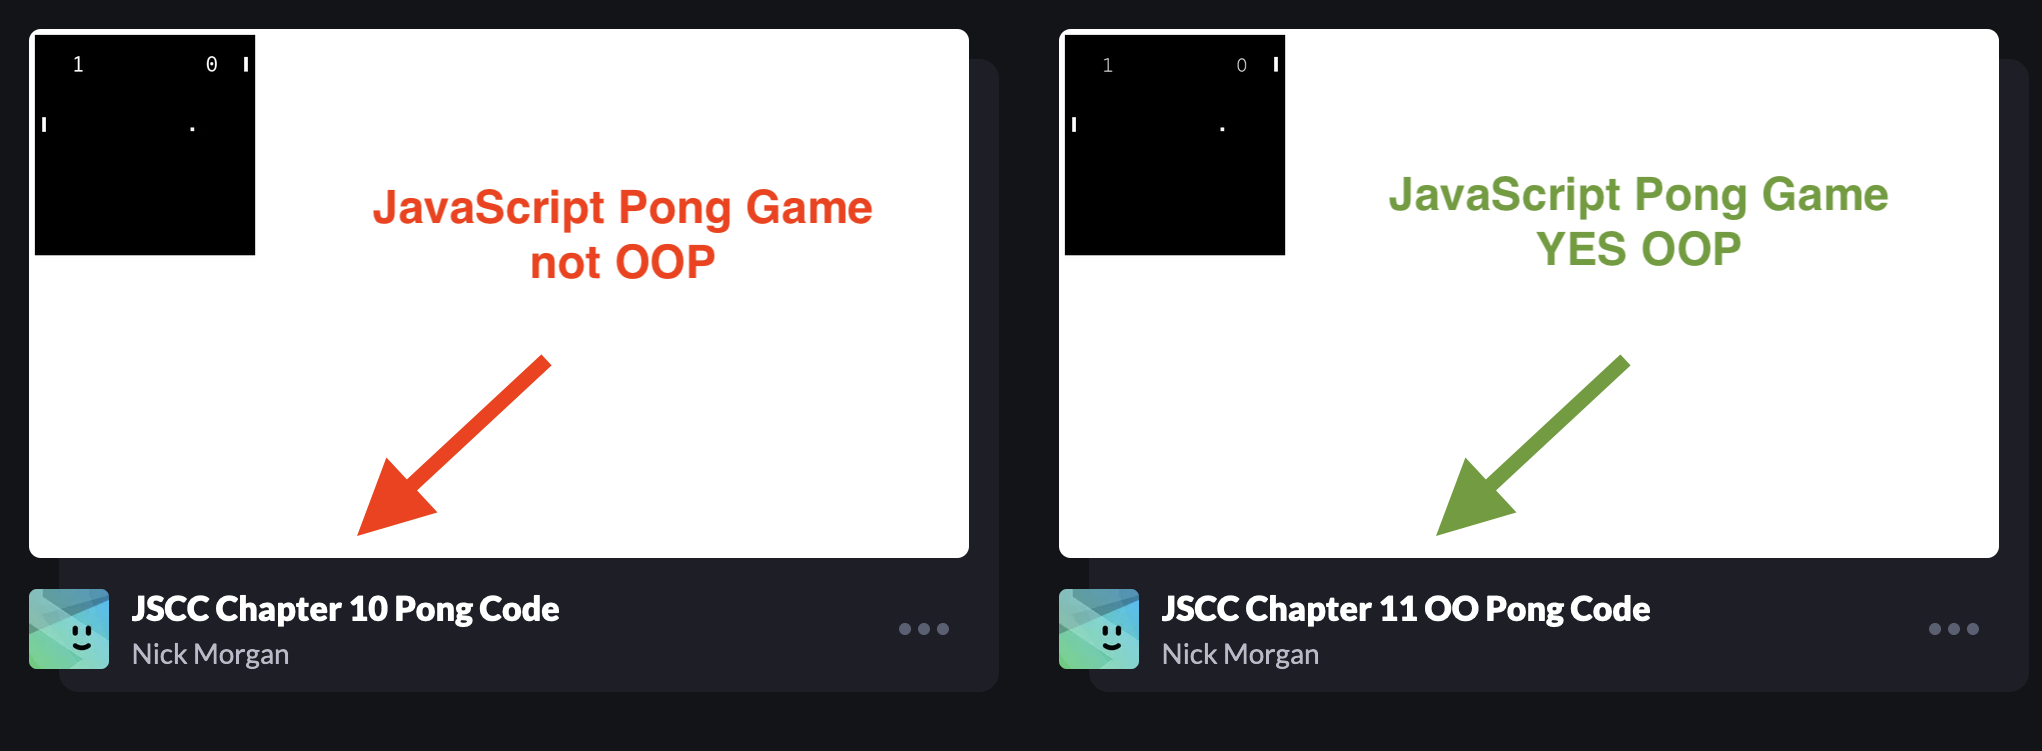 1 0
JavaScript Pong Game
not OOP
JSCC Chapter 10 Pong Code
Nick Morgan
1 0
JavaScript Pong Game
YES OOP
JSCC Chapter 11 OO Pong Code
Nick Morgan